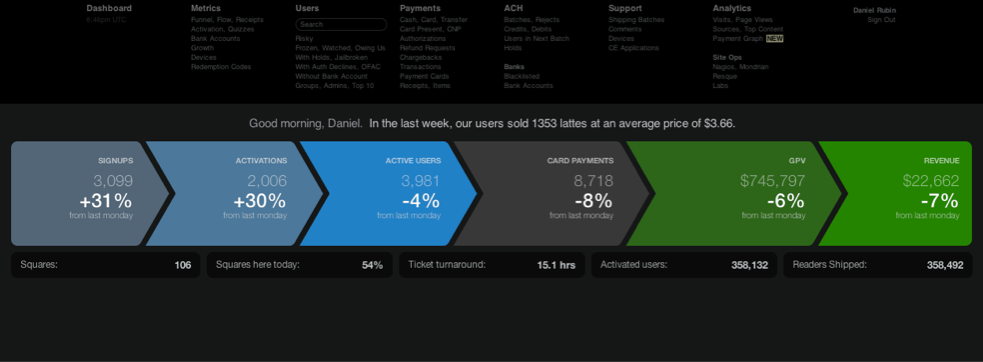 Dashboard
6:46pm UTC
Metrics
Funnel, Flow, Receipts
Activation, Quizzes
Bank Accounts
Growth
Devices
Redemption Codes
Users
Search
Risky
Frozen, Watched, Owing Us
With Holds, Jailbroken
With Auth Declines, OFAC
Without Bank Account
Groups, Admins, Top 10
Payments
Cash, Card, Transfer
Card Present, CNP
Authorizations
Refund Requests
Chargebacks
Transactions
Payment Cards
Receipts, Items
ACH
Batches, Rejects
Credits, Debits
Users in Next Batch
Holds
Banks
Blacklisted
Bank Accounts
Support
Shipping Batches
Comments
Devices
CE Applications
Analytics
Visits, Page Views
Sources, Top Content
Payment Graph NEW
Site Ops
Nagios, Mondrian
Resque
Labs
Daniel Rubin
Sign Out
Good morning, Daniel. In the last week, our users sold 1353 lattes at an average price of $3.66.
SIGNUPS
3,099
+31%
from last monday
ACTIVATIONS
2,006
+30%
from last monday
ACTIVE USERS
3,981
-4%
from last monday
CARD PAYMENTS
8,718
-8%
from last monday
GPV
$745,797
-6%
from last monday
REVENUE
$22,662
-7%
from last monday
Squares: 106
Squares here today: 54%
Ticket turnaround: 15.1 hrs
Activated users: 358,132
Readers Shipped: 358,492